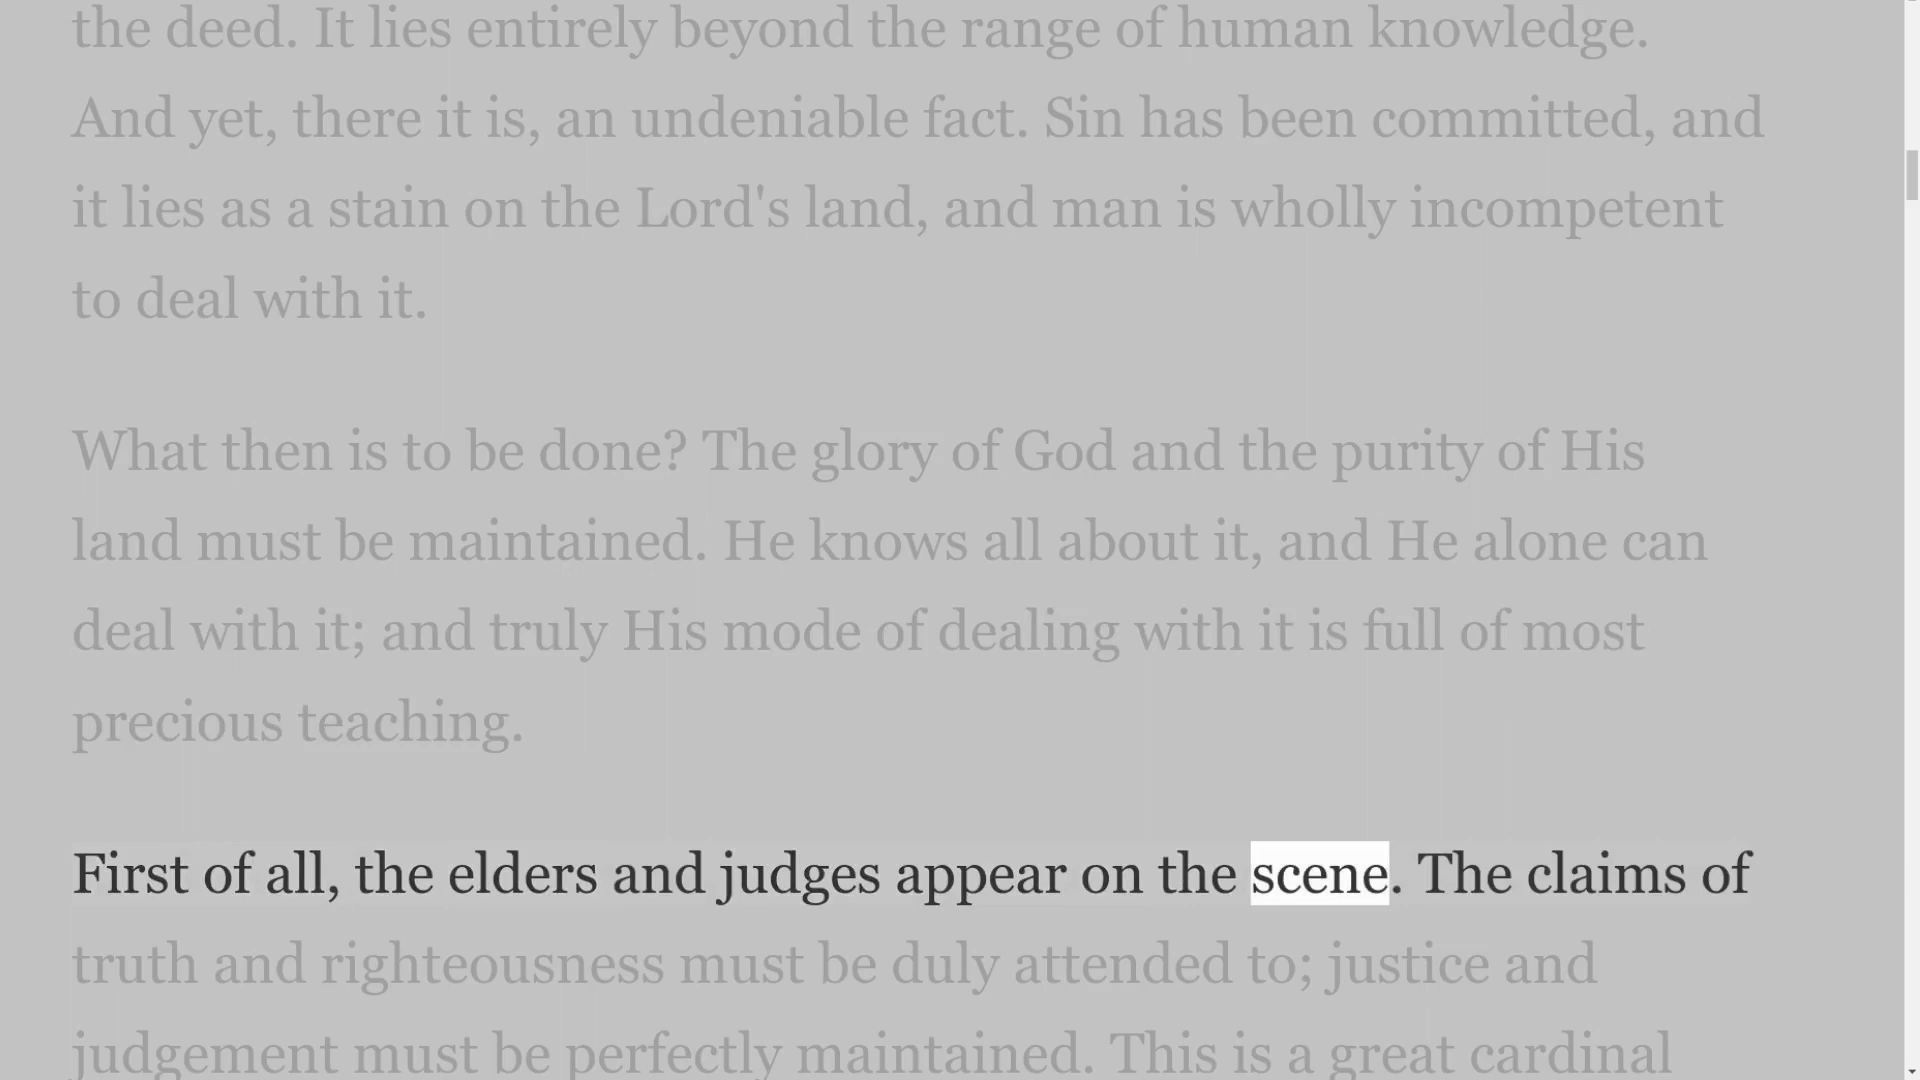 the deed. It lies entirely beyond the range of human knowledge.
And yet, there it is, an undeniable fact. Sin has been committed, and
it lies as a stain on the Lord's land, and man is wholly incompetent
to deal with it.
What then is to be done? The glory of God and the purity of His
land must be maintained. He knows all about it, and He alone can
deal with it; and truly His mode of dealing with it is full of most
precious teaching.
First of all, the elders and judges appear on the scene. The claims of
truth and righteousness must be duly attended to; justice and
judgement must be perfectly maintained. This is a great cardinal